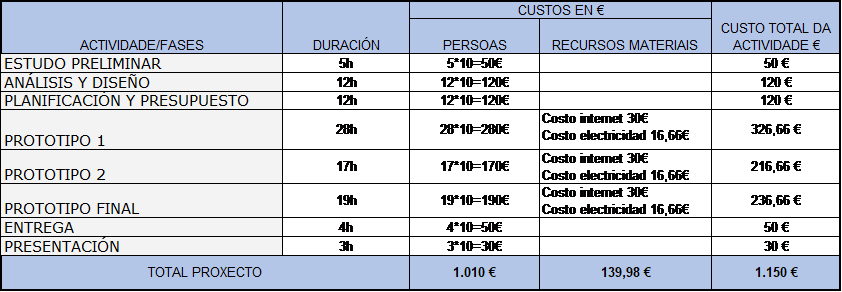 CUSTOS EN €
ACTIVIDADE/FASES DURACIÓN PERSOAS RECURSOS MATERIAIS CUSTO TOTAL DA ACTIVIDADE €
ESTUDO PRELIMINAR 5h 5*10=50€ 50 €
ANÁLISIS Y DISEÑO 12h 12*10=120€ 120 €
PLANIFICACIÓN Y PRESUPUESTO 12h 12*10=120€ 120 €
PROTOTIPO 1 28h 28*10=280€ Costo internet 30€ Costo electricidad 16,66€ 326,66 €
PROTOTIPO 2 17h 17*10=170€ Costo internet 30€ Costo electricidad 16,66€ 216,66 €
PROTOTIPO FINAL 19h 19*10=190€ Costo internet 30€ Costo electricidad 16,66€ 236,66 €
ENTREGA 4h 4*10=50€ 50 €
PRESENTACIÓN 3h 3*10=30€ 30 €
TOTAL PROXECTO 1.010 € 139,98 € 1.150 €